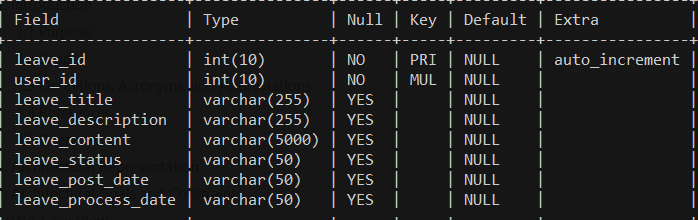 | Field | Type | Null | Key | Default | Extra |
| leave_id | int(10) | NO | PRI | NULL | auto_increment |
| user_id | int(10) | NO | MUL | NULL | |
| leave_title | varchar(255) | YES | | NULL | |
| leave_description | varchar(255) | YES | | NULL | |
| leave_content | varchar(5000) | YES | | NULL | |
| leave_status | varchar(50) | YES | | NULL | |
| leave_post_date | varchar(50) | YES | | NULL | |
| leave_process_date | varchar(50) | YES | | NULL | |